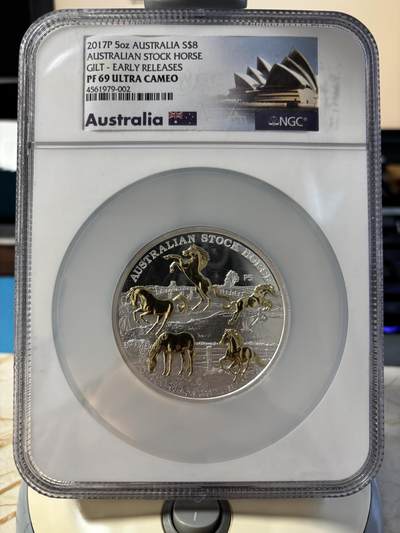 2017P 5oz AUSTRALIA S$8
AUSTRALIAN STOCK HORSE
GILT - EARLY RELEASES
PF 69 ULTRA CAMEO
4561979-002
Australia
NGC®
AUSTRALIAN STOCK HORSE